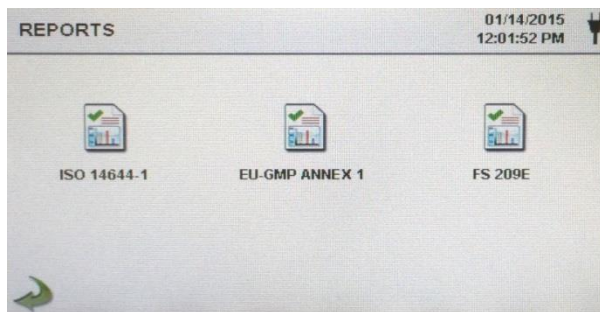 REPORTS
01/14/2015
12:01:52 PM
ISO 14644-1
EU-GMP ANNEX 1
FS 209E